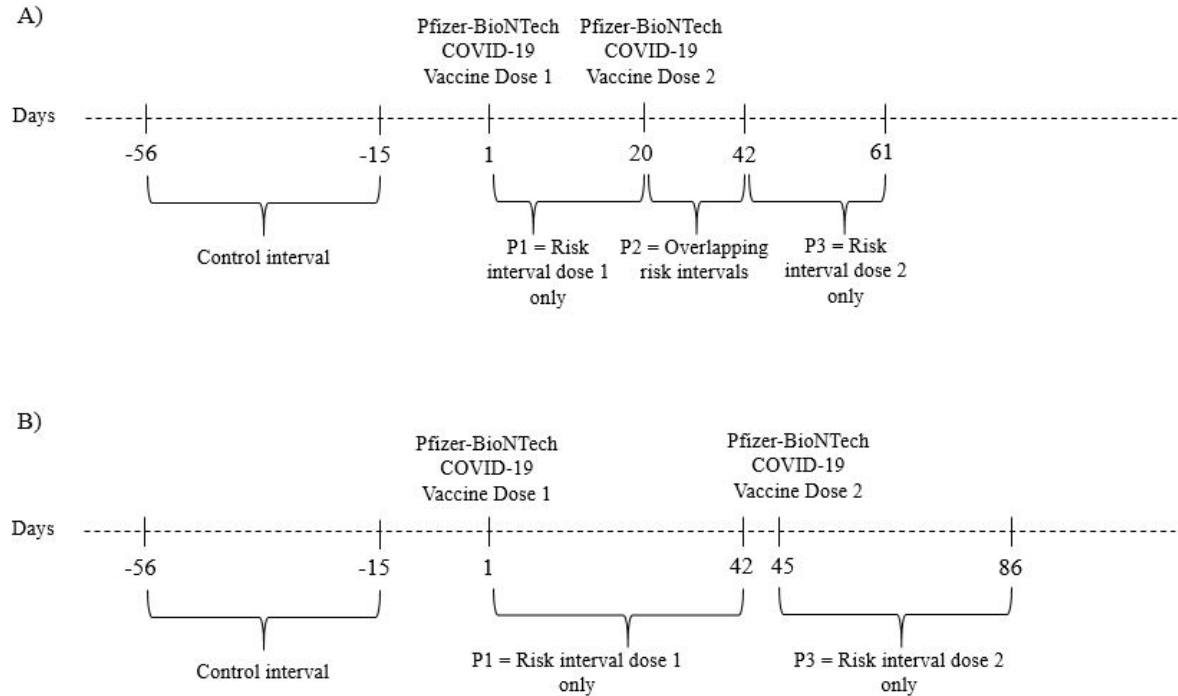 A)
Pfizer-BioNTech Pfizer-BioNTech
COVID-19 COVID-19
Vaccine Dose 1 Vaccine Dose 2
Days
-56 -15 1 20 42 61
Control interval
P1 = Risk
interval dose 1
only
P2 = Overlapping
risk intervals
P3 = Risk
interval dose 2
only
B)
Pfizer-BioNTech Pfizer-BioNTech
COVID-19 COVID-19
Vaccine Dose 1 Vaccine Dose 2
Days
-56 -15 1 42 45 86
Control interval
P1 = Risk interval dose 1
only
P3 = Risk interval dose 2
only